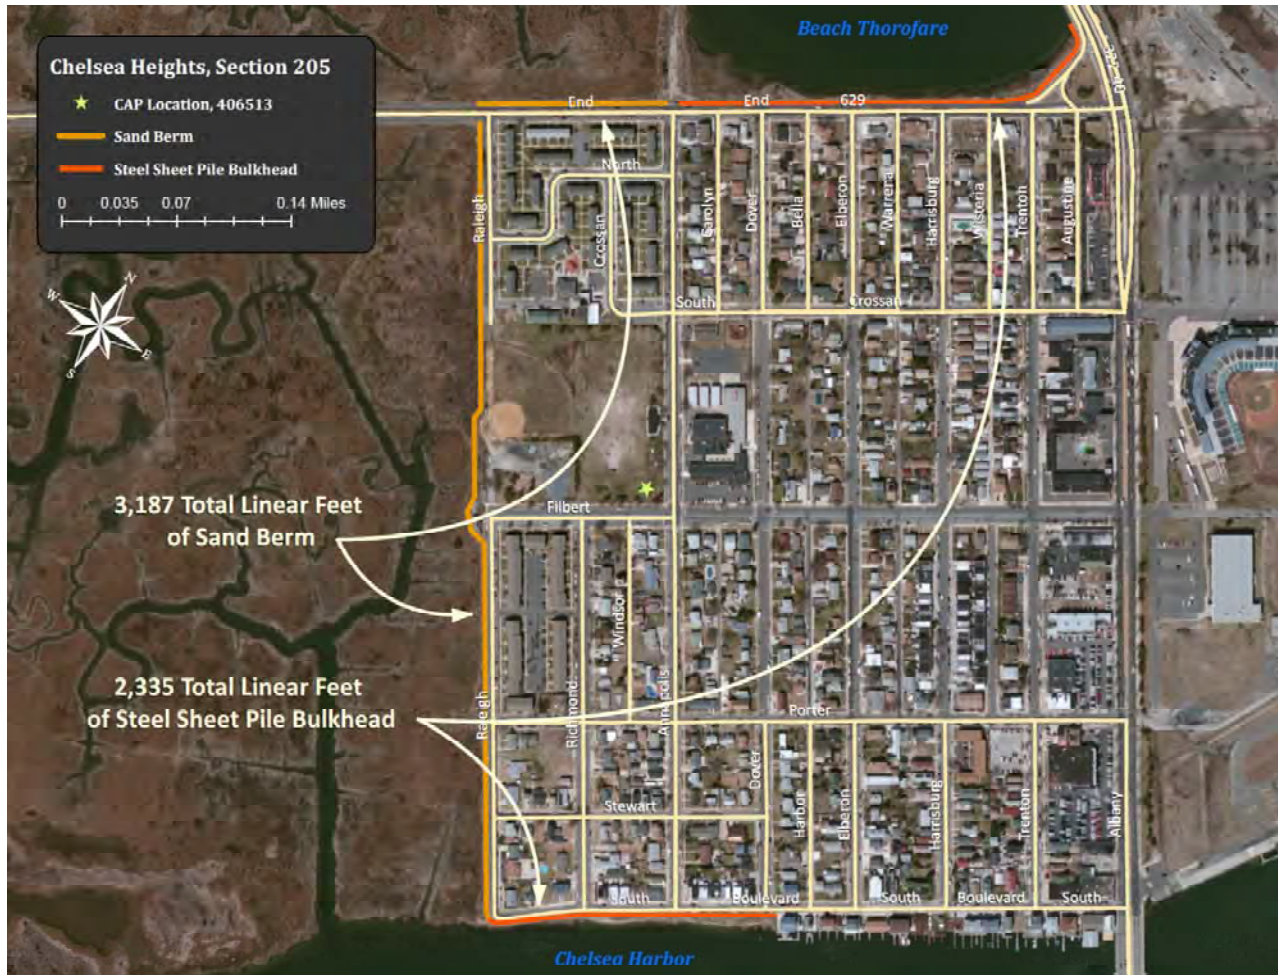 Beach Thorofare
322-40
Chelsea Heights, Section 205
CAP Location, 406513
Sand Berm
Steel Sheet Pile Bulkhead
0 0.035 0.07 0.14 Miles
N
W
E
S
End
End
629
North
Raleigh
Crossan
Carolyn
Dover
Bella
Elberon
Warren
Harrisburg
Wisteria
Trenton
Augustine
South
Crossan
Filbert
3,187 Total Linear Feet
of Sand Berm
Windsor
2,335 Total Linear Feet
of Steel Sheet Pile Bulkhead
Raleigh
Richmond
Annapolis
Porter
Dover
Stewart
Harbor
Elberon
Harrisburg
Trenton
Albany
South
Boulevard
South
Boulevard
South
Chelsea Harbor